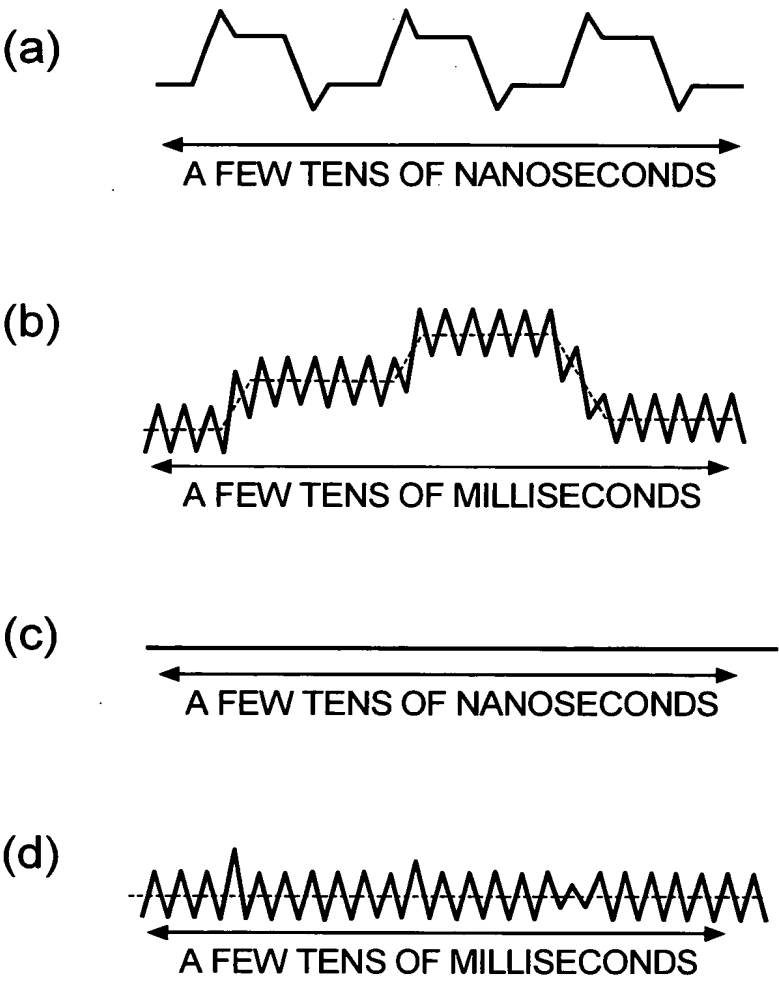 (a)
A FEW TENS OF NANOSECONDS
(b)
A FEW TENS OF MILLISECONDS
(c)
A FEW TENS OF NANOSECONDS
(d)
A FEW TENS OF MILLISECONDS